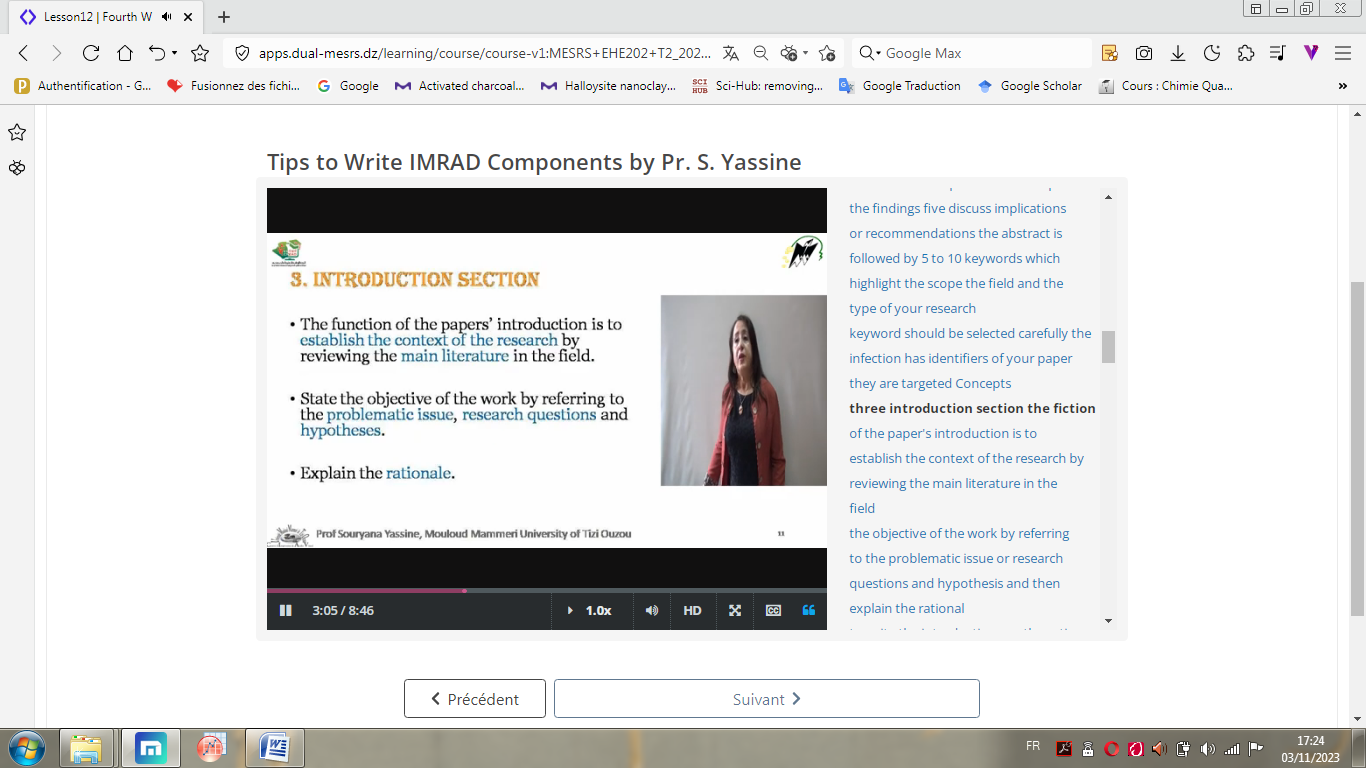 Lesson12 | Fourth W
apps.dual-mesrs.dz/learning/course/course-v1:MESRS+EHE202+T2_202...
Google Max
Authentification - G...
Fusionnez des fichi...
Google
Activated charcoal...
Halloysite nanoclay...
SCI HUB
Sci-Hub: removing...
Google Traduction
Google Scholar
Cours : Chimie Qua...
Tips to Write IMRAD Components by Pr. S. Yassine
3. INTRODUCTION SECTION
• The function of the papers’ introduction is to
establish the context of the research by
reviewing the main literature in the field.
• State the objective of the work by referring to
the problematic issue, research questions and
hypotheses.
• Explain the rationale.
Prof Souryana Yassine, Mouloud Mammeri University of Tizi Ouzou
11
3:05 / 8:46
1.0x
HD
the findings five discuss implications
or recommendations the abstract is
followed by 5 to 10 keywords which
highlight the scope the field and the
type of your research
keyword should be selected carefully the
infection has identifiers of your paper
they are targeted Concepts
three introduction section the fiction
of the paper's introduction is to
establish the context of the research by
reviewing the main literature in the
field
the objective of the work by referring
to the problematic issue or research
questions and hypothesis and then
explain the rational
Précédent
Suivant
FR
17:24
03/11/2023